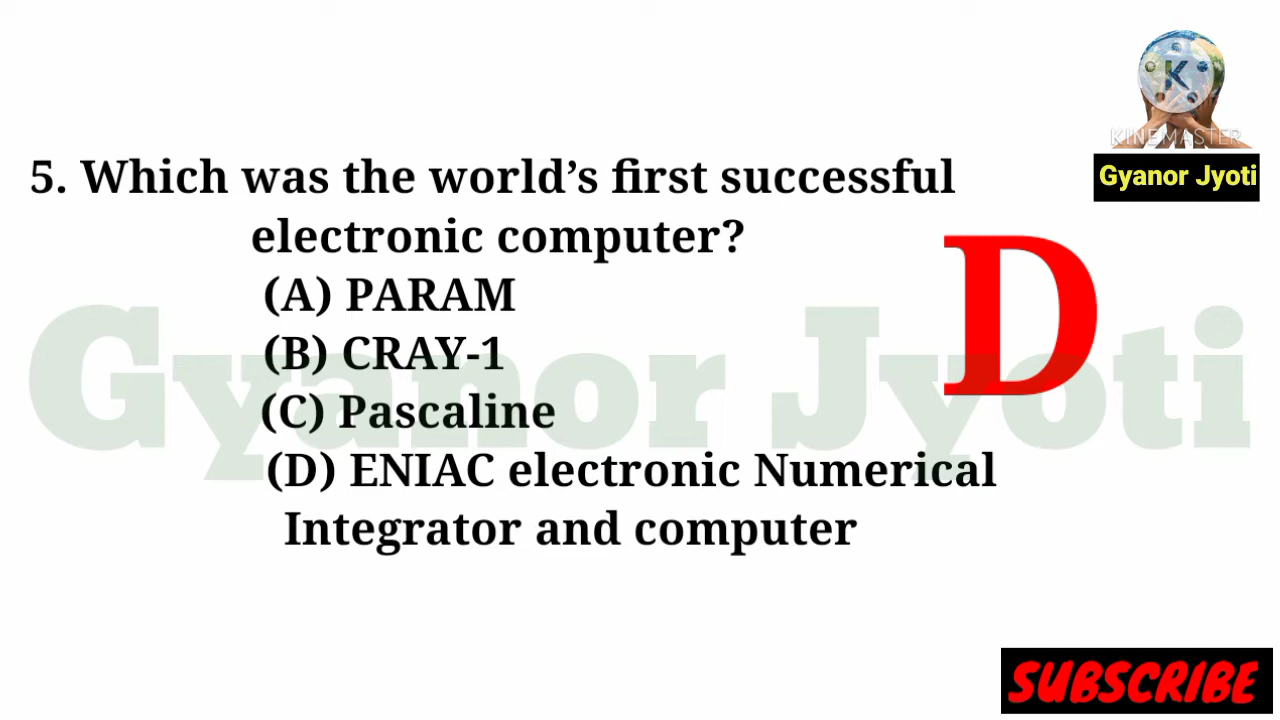 K
KINEMASTER
Gyanor Jyoti
5. Which was the world’s first successful
electronic computer?
(A) PARAM
(B) CRAY-1
(C) Pascaline
(D) ENIAC electronic Numerical
Integrator and computer
D
Gyanor Jyoti
SUBSCRIBE